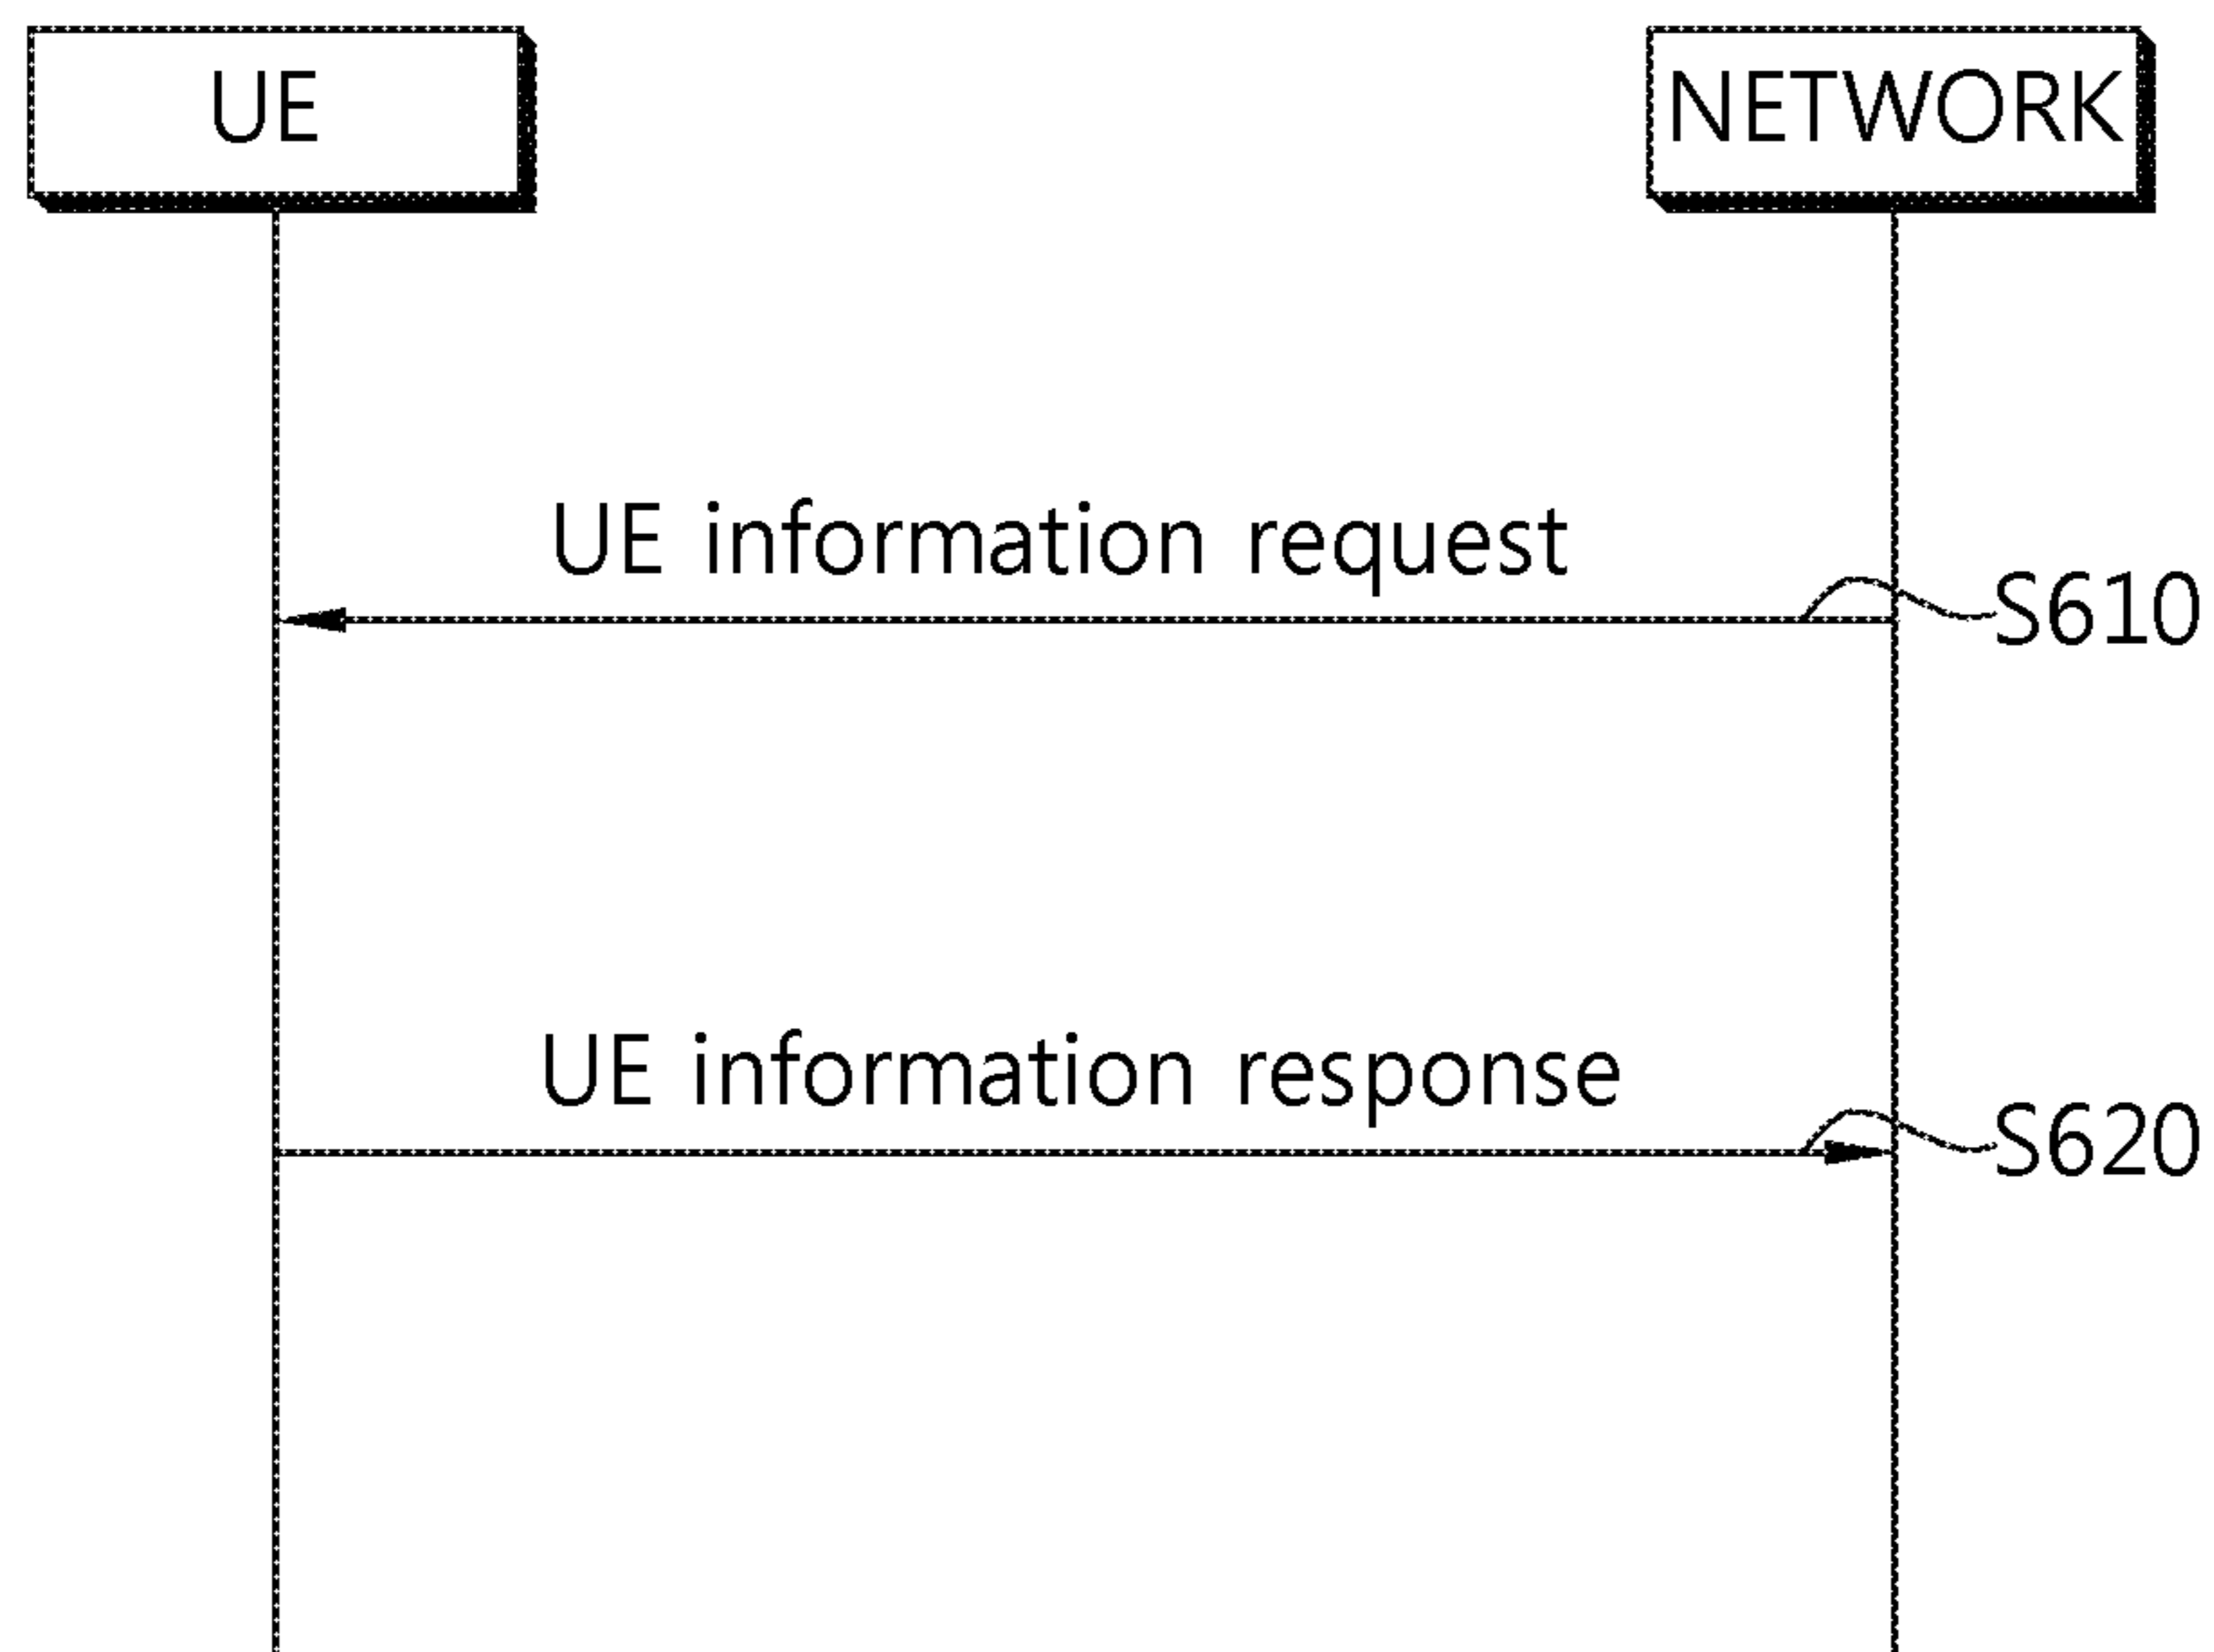 UE
NETWORK
UE information request
S610
UE information response
S620